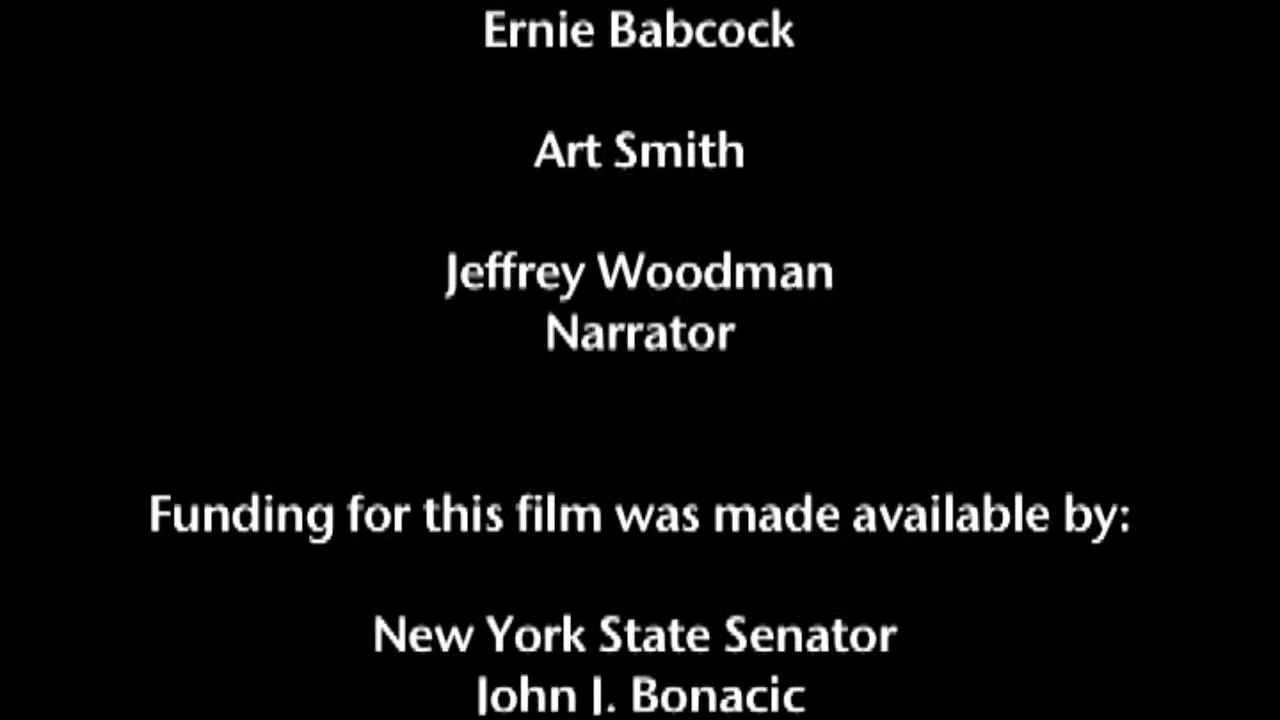 Ernie Babcock
Art Smith
Jeffrey Woodman
Narrator
Funding for this film was made available by:
New York State Senator
John J. Bonacic